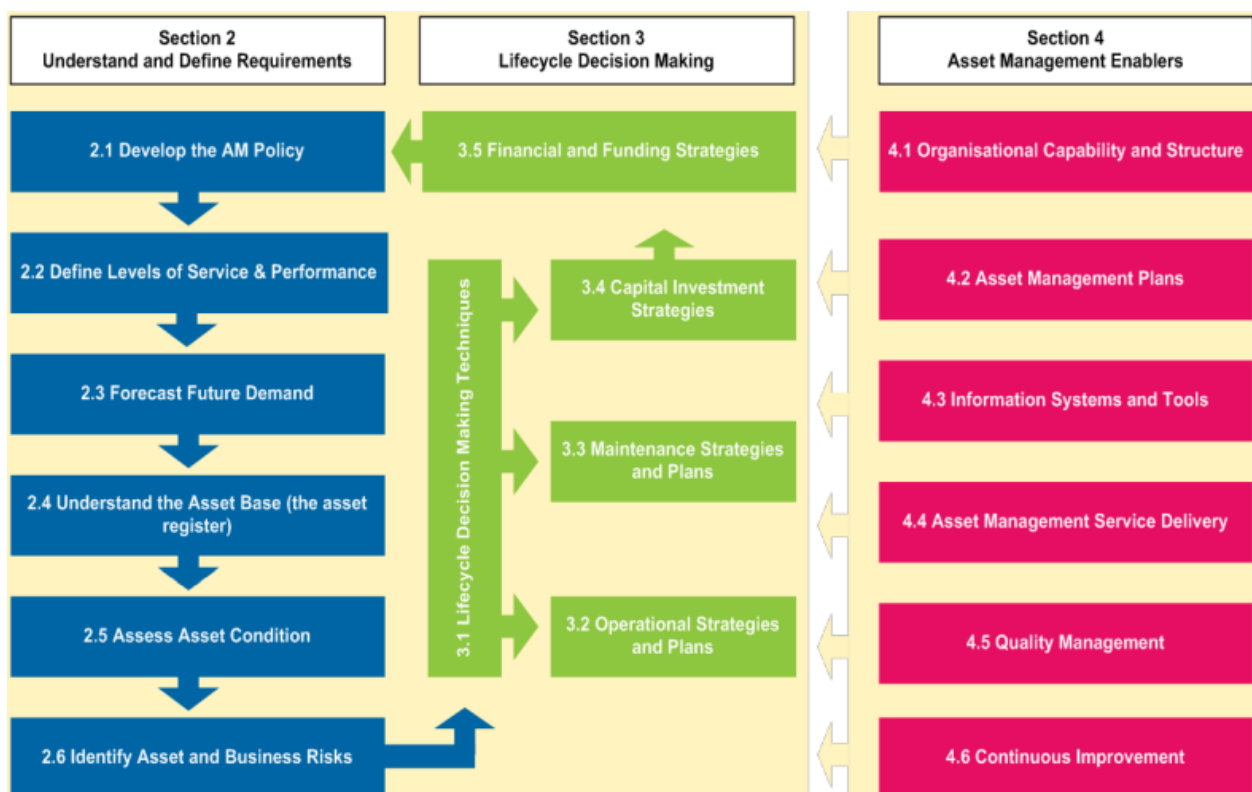 Section 2
Understand and Define Requirements
Section 3
Lifecycle Decision Making
Section 4
Asset Management Enablers
2.1 Develop the AM Policy
2.2 Define Levels of Service & Performance
2.3 Forecast Future Demand
2.4 Understand the Asset Base (the asset
register)
2.5 Assess Asset Condition
2.6 Identify Asset and Business Risks
3.5 Financial and Funding Strategies
3.1 Lifecycle Decision Making Techniques
3.4 Capital Investment
Strategies
3.3 Maintenance Strategies
and Plans
3.2 Operational Strategies
and Plans
4.1 Organisational Capability and Structure
4.2 Asset Management Plans
4.3 Information Systems and Tools
4.4 Asset Management Service Delivery
4.5 Quality Management
4.6 Continuous Improvement